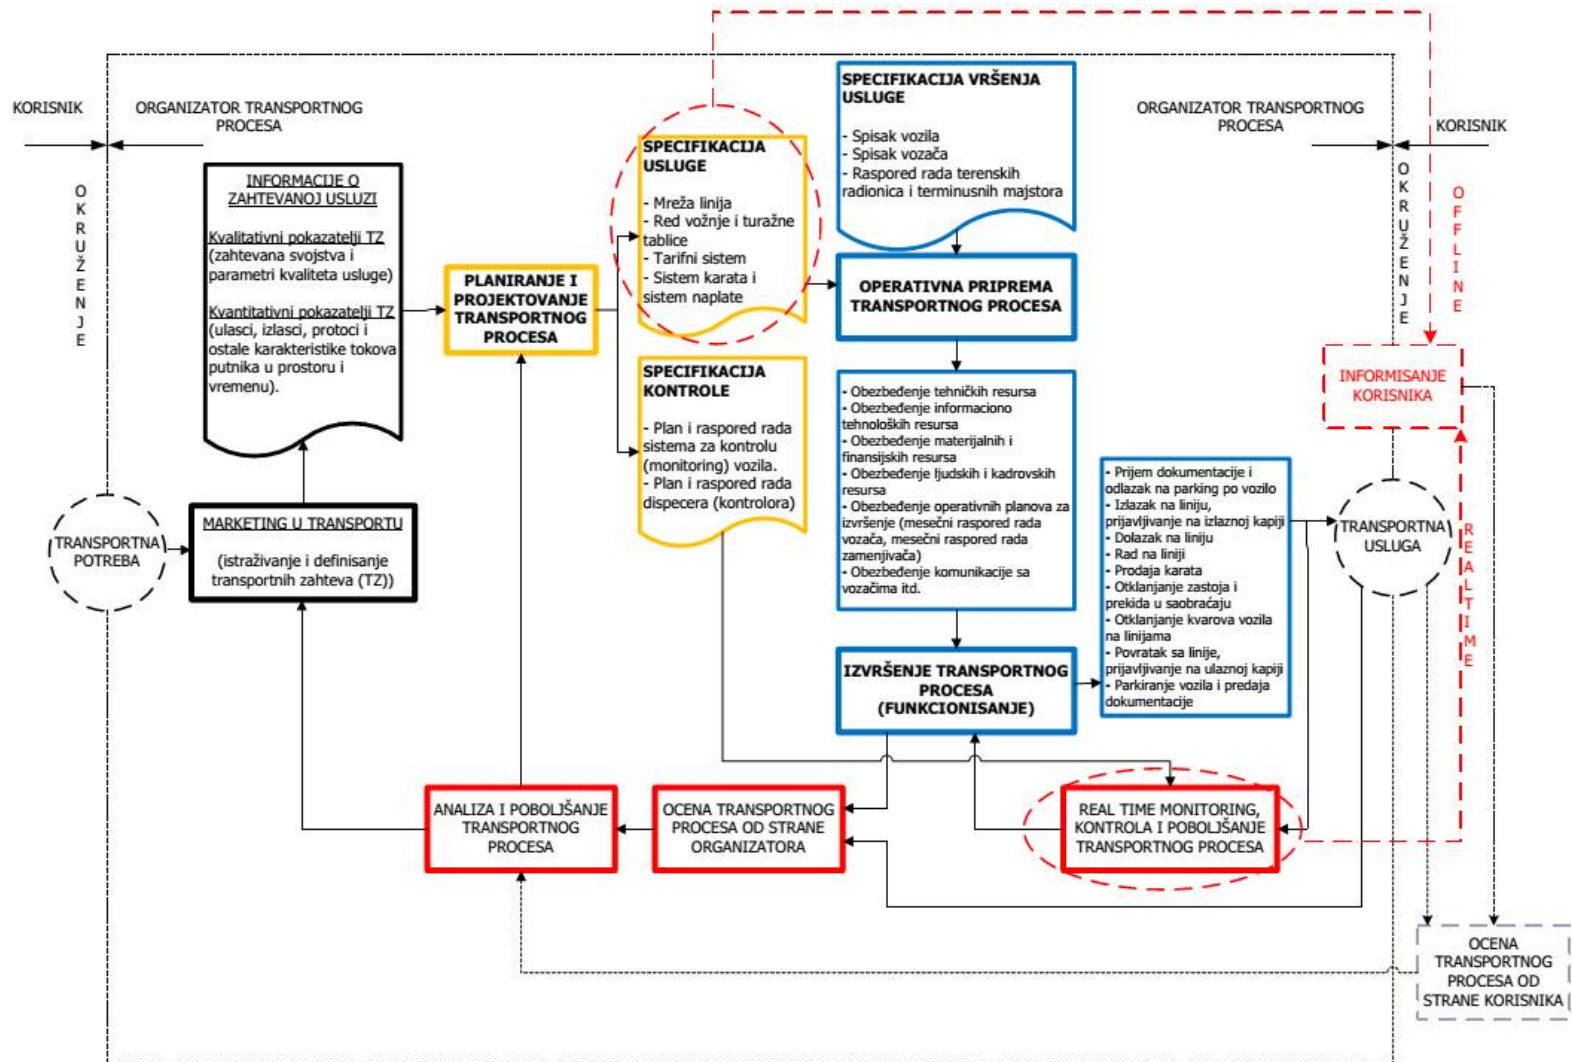 KORISNIK
ORGANIZATOR TRANSPORTNOG
PROCESA
OKRUŽENJE
INFORMACIJE O
ZAHTEVANOJ USLUZI
Kvalitativni pokazatelji TZ
(zahtevana svojstva i
parametri kvaliteta usluge)
Kvantitativni pokazatelji TZ
(ulasci, izlasci, protoci i
ostale karakteristike tokova
putnika u prostoru i
vremenu).
TRANSPORTNA
POTREBA
MARKETING U TRANSPORTU
(istraživanje i definisanje
transportnih zahteva (TZ))
PLANIRANJE I
PROJEKTOVANJE
TRANSPORTNOG
PROCESA
SPECIFIKACIJA
USLUGE
- Mreža linija
- Red vožnje i turažne
tablice
- Tarifni sistem
- Sistem karata i
sistem naplate
SPECIFIKACIJA
KONTROLE
- Plan i raspored rada
sistema za kontrolu
(monitoring) vozila.
- Plan i raspored rada
dispecera (kontrolora)
SPECIFIKACIJA VRŠENJA
USLUGE
- Spisak vozila
- Spisak vozača
- Raspored rada terenskih
radionica i terminusnih majstora
OPERATIVNA PRIPREMA
TRANSPORTNOG PROCESA
- Obezbeđenje tehničkih resursa
- Obezbeđenje informaciono
tehnoloških resursa
- Obezbeđenje materijalnih i
finansijskih resursa
- Obezbeđenje ljudskih i kadrovskih
resursa
- Obezbeđenje operativnih planova za
izvršenje (mesečni raspored rada
vozača, mesečni raspored rada
zamenjivača)
- Obezbeđenje komunikacije sa
vozačima itd.
IZVRŠENJE TRANSPORTNOG
PROCESA
(FUNKCIONISANJE)
- Prijem dokumentacije i
odlazak na parking po vozilo
- Izlazak na liniju,
prijavljivanje na izlaznoj kapiji
- Dolazak na liniju
- Rad na liniji
- Prodaja karata
- Otklanjanje zastoja i
prekida u saobraćaju
- Otklanjanje kvarova vozila
na linijama
- Povratak sa linije,
prijavljivanje na ulaznoj kapiji
- Parkiranje vozila i predaja
dokumentacije
ORGANIZATOR TRANSPORTNOG
PROCESA
KORISNIK
OKRUŽENJE
OFFLINE
INFORMISANJE
KORISNIKA
TRANSPORTNA
USLUGA
REAL TIME
ANALIZA I POBOLJŠANJE
TRANSPORTNOG
PROCESA
OCENA TRANSPORTNOG
PROCESA OD STRANE
ORGANIZATORA
REAL TIME MONITORING,
KONTROLA I POBOLJŠANJE
TRANSPORTNOG PROCESA
OCENA
TRANSPORTNOG
PROCESA OD
STRANE KORISNIKA